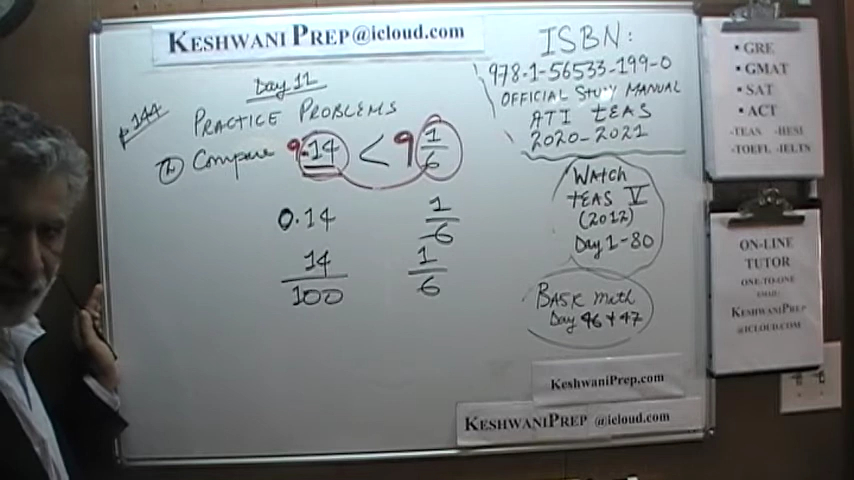 KESHWANI PREP@icloud.com
Day 11
p 144
PRACTICE PROBLEMS
Compare 9.14 < 9 1/6
0.14 1/6
14/100 1/6
ISBN:
978-1-56533-199-0
OFFICIAL STUDY MANUAL
ATI TEAS
2020-2021
WATCH
TEAS V
(2012)
Day 1-80
BASIC Math
Day 46 + 47
KeshwaniPrep.com
KESHWANIPREP @icloud.com
• GRE
• GMAT
• SAT
• ACT
-TEAS -HESI
-TOEFL -IELTS
ON-LINE
TUTOR
ONE-TO-ONE
EMAIL:
KESHWANIPREP
@ICLOUD.COM